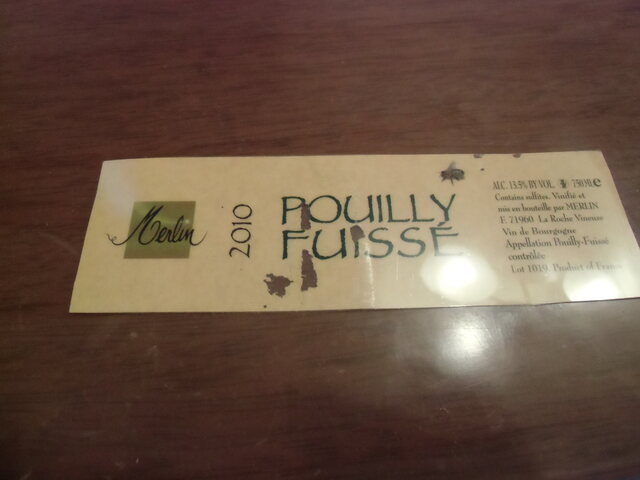 Merlin
2010
POUILLY
FUISSÉ
ALC. 13.5% BY VOL. 750 ML e
Contains sulfites. Vinifié et
mis en bouteille par MERLIN
F. 71960 La Roche Vineuse
Vin de Bourgogne
Appellation Pouilly-Fuissé
contrôlée
Lot 1019. Product of France